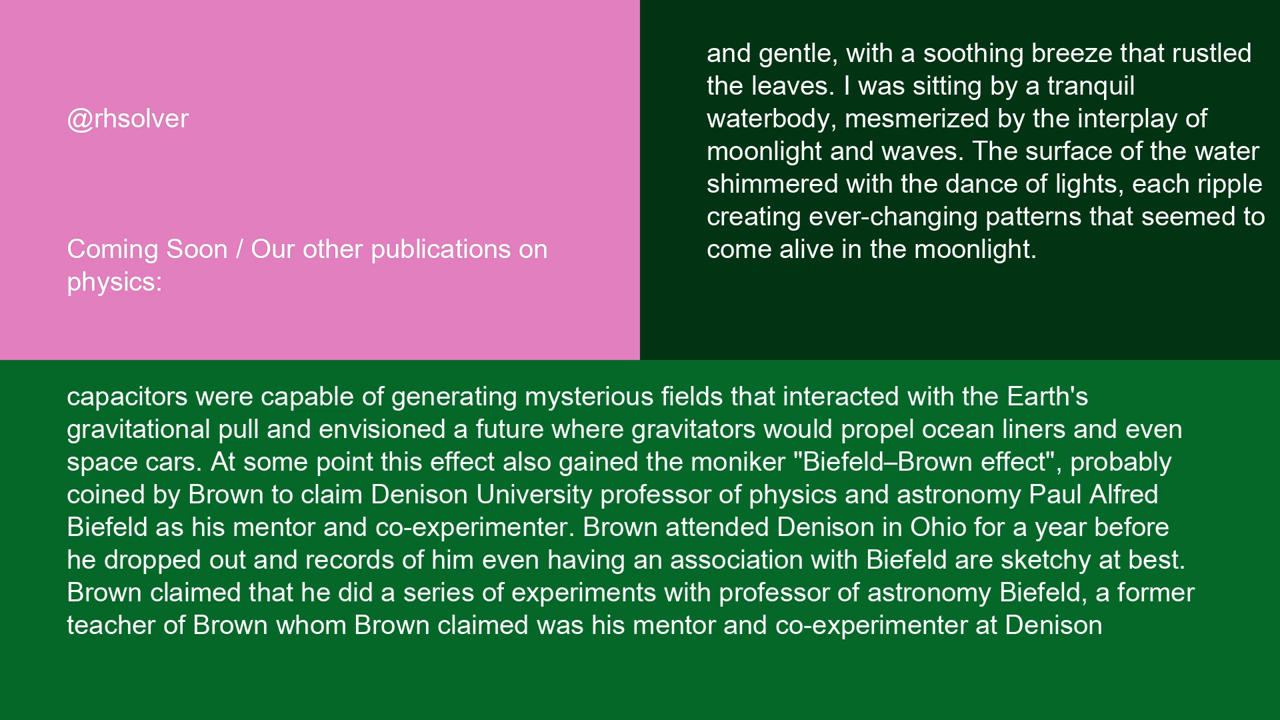 @rhsolver
Coming Soon / Our other publications on
physics:
and gentle, with a soothing breeze that rustled
the leaves. I was sitting by a tranquil
waterbody, mesmerized by the interplay of
moonlight and waves. The surface of the water
shimmered with the dance of lights, each ripple
creating ever-changing patterns that seemed to
come alive in the moonlight.
capacitors were capable of generating mysterious fields that interacted with the Earth's
gravitational pull and envisioned a future where gravitators would propel ocean liners and even
space cars. At some point this effect also gained the moniker "Biefeld–Brown effect", probably
coined by Brown to claim Denison University professor of physics and astronomy Paul Alfred
Biefeld as his mentor and co-experimenter. Brown attended Denison in Ohio for a year before
he dropped out and records of him even having an association with Biefeld are sketchy at best.
Brown claimed that he did a series of experiments with professor of astronomy Biefeld, a former
teacher of Brown whom Brown claimed was his mentor and co-experimenter at Denison